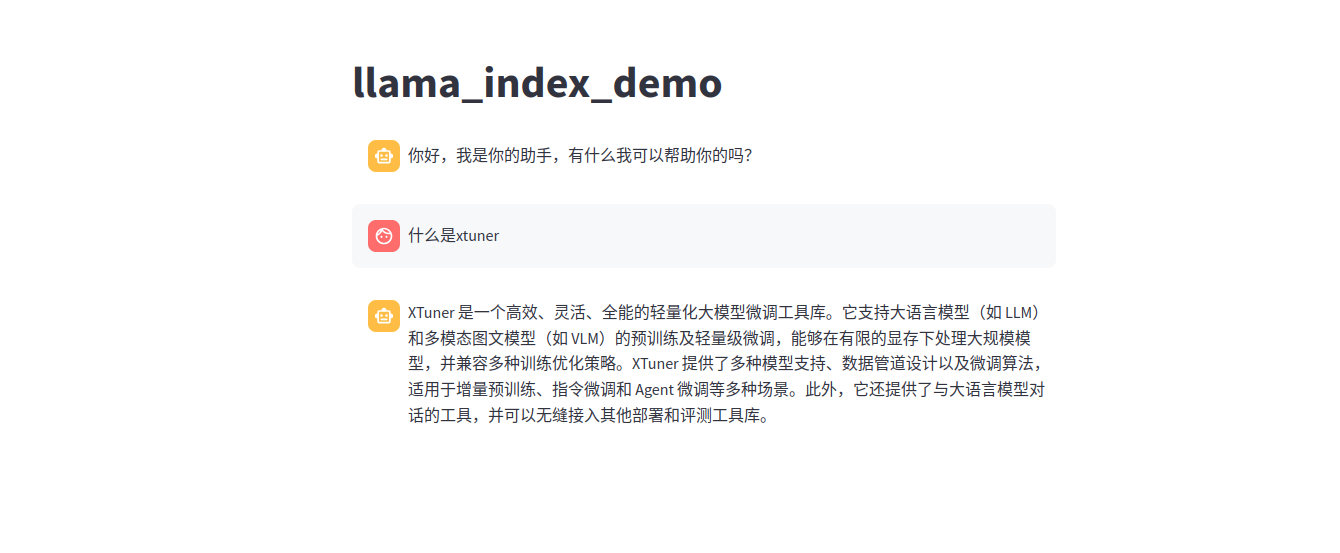 llama_index_demo
你好，我是你的助手，有什么我可以帮助你的吗？
什么是xtuner
XTuner 是一个高效、灵活、全能的轻量化大模型微调工具库。它支持大语言模型（如 LLM）
和多模态图文模型（如 VLM）的预训练及轻量级微调，能够在有限的显存下处理大规模模
型，并兼容多种训练优化策略。XTuner 提供了多种模型支持、数据管道设计以及微调算法，
适用于增量预训练、指令微调和 Agent 微调等多种场景。此外，它还提供了与大语言模型对
话的工具，并可以无缝接入其他部署和评测工具库。